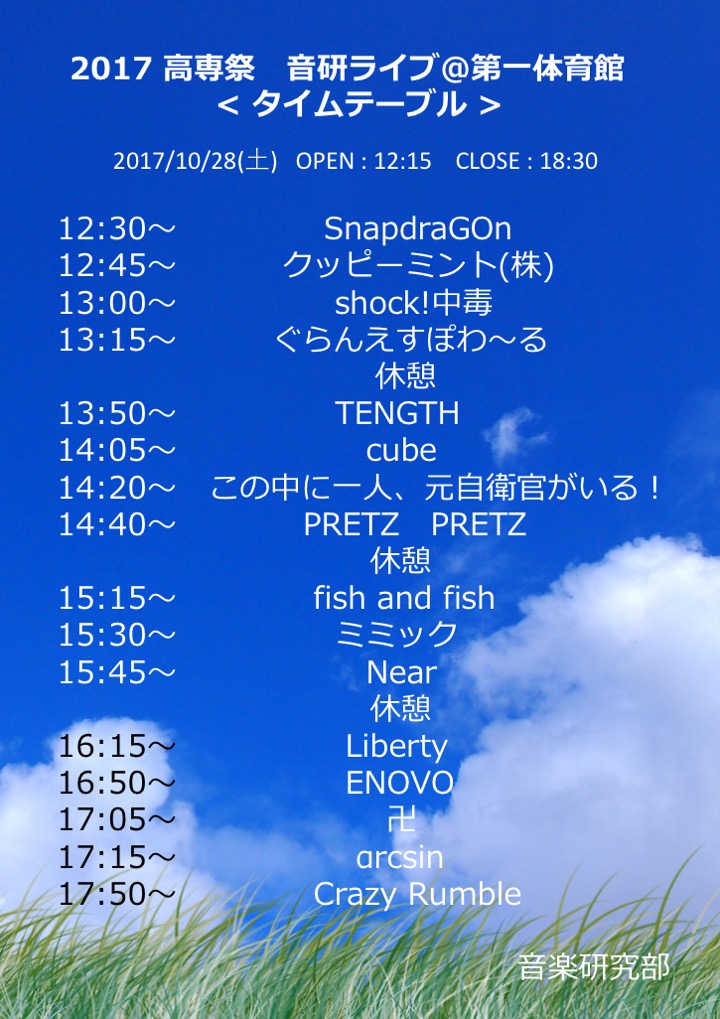 2017 高専祭　音研ライブ@第一体育館
< タイムテーブル >
2017/10/28(土)　OPEN : 12:15　CLOSE : 18:30
12:30～　SnapdraGOn
12:45～　クッピーミント(株)
13:00～　shock!中毒
13:15～　ぐらんえすぽわ～る
休憩
13:50～　TENGTH
14:05～　cube
14:20～　この中に一人、元自衛官がいる！
14:40～　PRETZ　PRETZ
休憩
15:15～　fish and fish
15:30～　ミミック
15:45～　Near
休憩
16:15～　Liberty
16:50～　ENOVO
17:05～　卍
17:15～　arcsin
17:50～　Crazy Rumble
音楽研究部